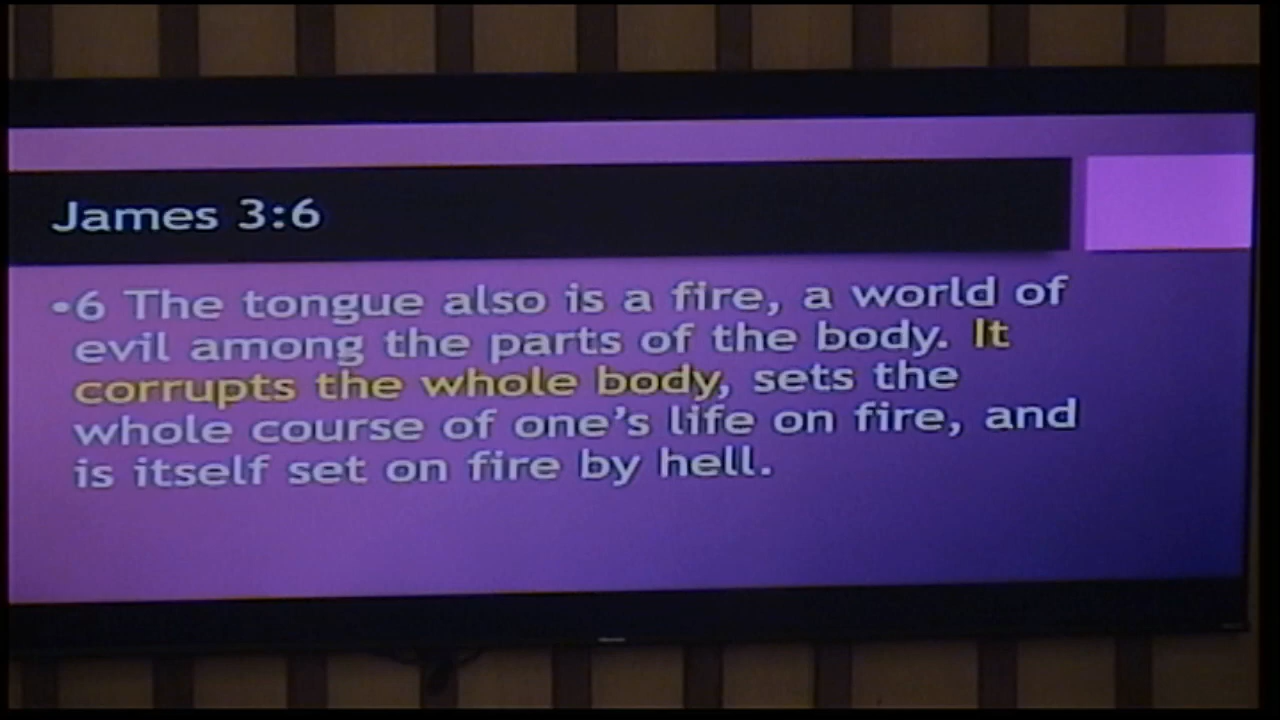 James 3:6
•6 The tongue also is a fire, a world of
evil among the parts of the body. It
corrupts the whole body, sets the
whole course of one's life on fire, and
is itself set on fire by hell.